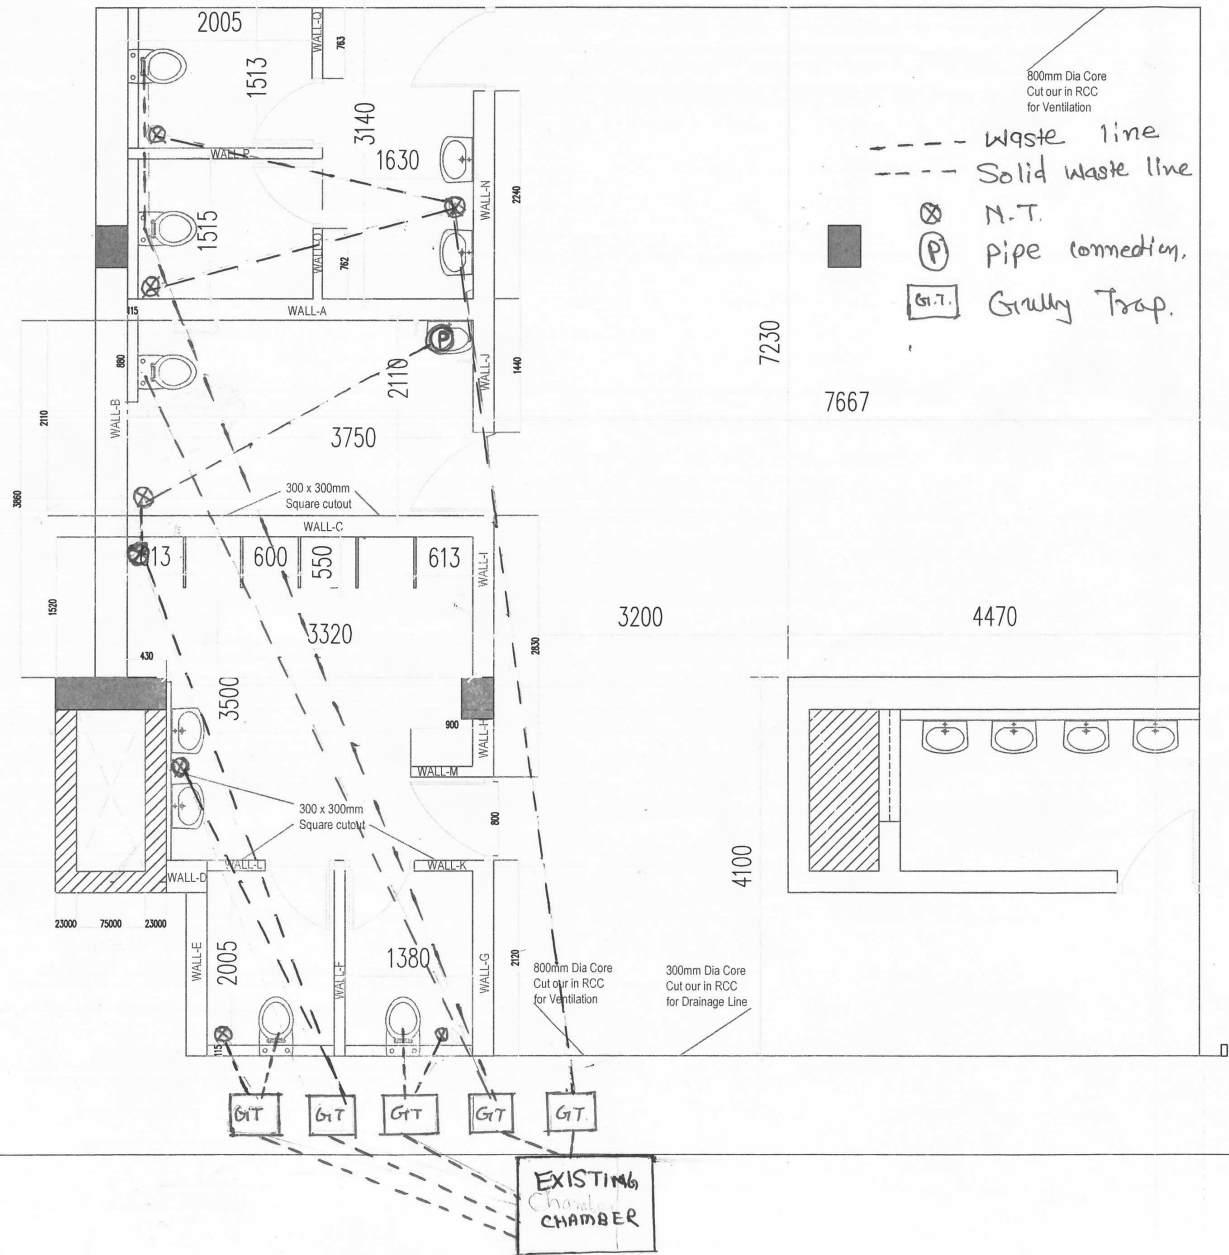 2005
WALL-Q
763
1513
800mm Dia Core
Cut our in RCC
for Ventilation
3140
1630
WALL-P
WALL-N
2240
waste line
Solid waste line
N.T.
P
pipe connection.
G.T.
Grully Trap.
1515
WALL-O
762
115
WALL-A
P
880
2110
WALL-J
1440
7230
7667
WALL-B
2110
3750
3860
300 x 300mm
Square cutout
WALL-C
613
600
550
613
WALL-I
1520
3320
3200
4470
2830
430
3500
900
WALL-H
WALL-M
300 x 300mm
Square cutout
800
WALL-L
WALL-K
WALL-D
4100
23000
75000
23000
WALL-E
2005
WALL-F
1380
WALL-G
2120
800mm Dia Core
Cut our in RCC
for Ventilation
300mm Dia Core
Cut our in RCC
for Drainage Line
115
GT
GT
GT
GT
GT.
EXISTING
Chamber
CHAMBER